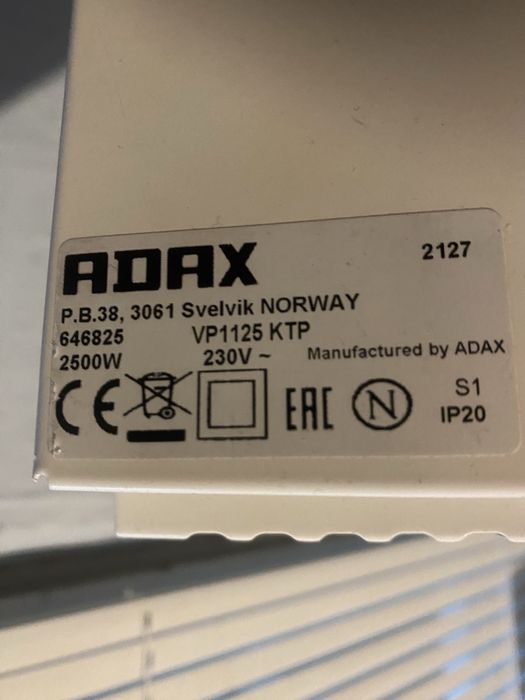 ADAX 2127
P.B.38, 3061 Svelvik NORWAY
646825 VP1125 KTP
2500W 230V ~ Manufactured by ADAX
CE EAC N S1
IP20